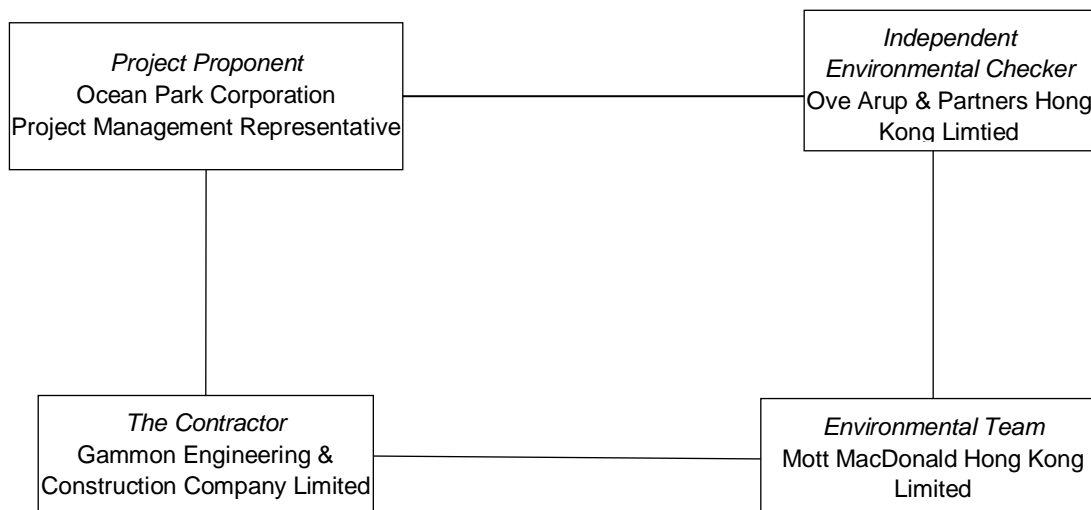 Project Proponent
Ocean Park Corporation
Project Management Representative
Independent
Environmental Checker
Ove Arup & Partners Hong
Kong Limtied
The Contractor
Gammon Engineering &
Construction Company Limited
Environmental Team
Mott MacDonald Hong Kong
Limited